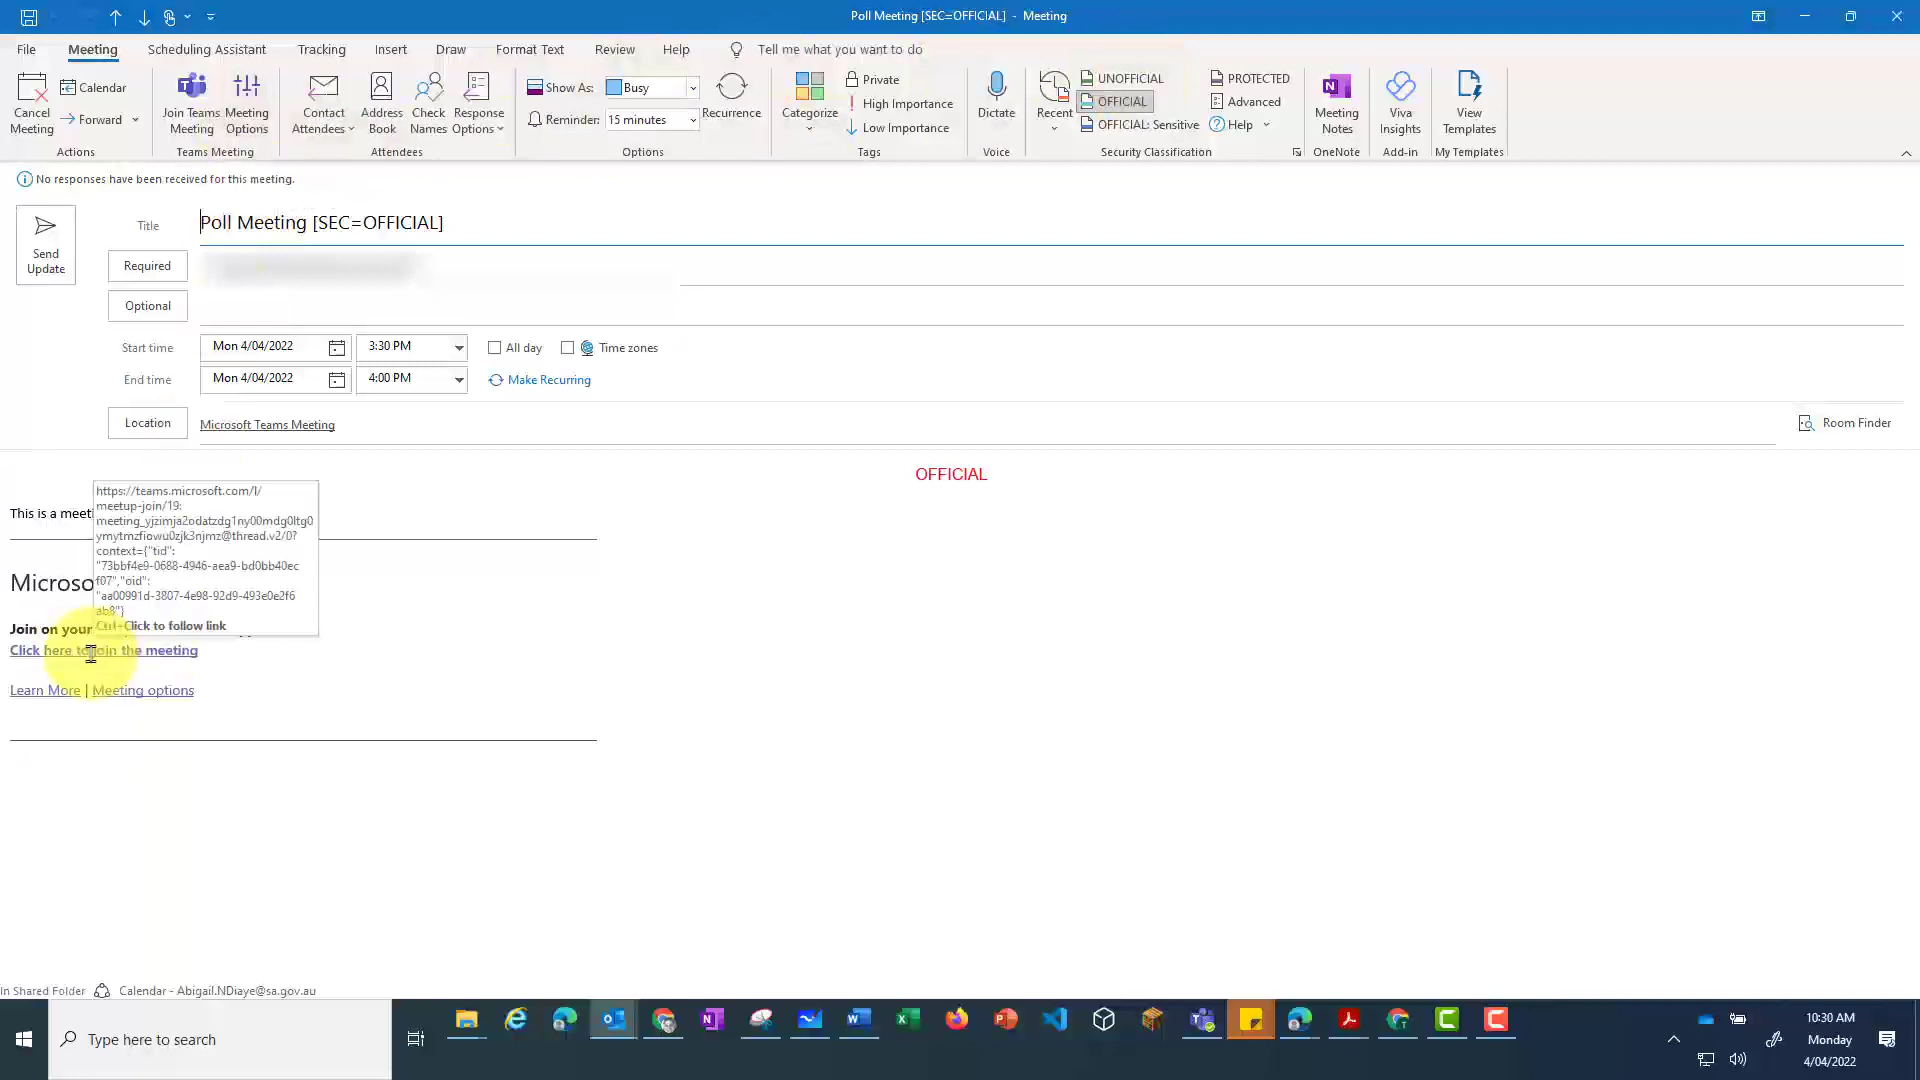 Poll Meeting [SEC=OFFICIAL] - Meeting
File Meeting Scheduling Assistant Tracking Insert Draw Format Text Review Help Tell me what you want to do
Cancel Meeting
Calendar
Forward
Actions
Join Teams Meeting
Meeting Options
Teams Meeting
Contact Attendees
Address Book
Check Names
Response Options
Attendees
Show As: Busy
Reminder: 15 minutes
Recurrence
Options
Categorize
Private
High Importance
Low Importance
Tags
Dictate
Voice
Recent
UNOFFICIAL
OFFICIAL
OFFICIAL: Sensitive
PROTECTED
Advanced
Help
Security Classification
Meeting Notes
OneNote
Viva Insights
Add-in
View Templates
My Templates
No responses have been received for this meeting.
Send Update
Title Poll Meeting [SEC=OFFICIAL]
Required
Optional
Start time Mon 4/04/2022 3:30 PM All day Time zones
End time Mon 4/04/2022 4:00 PM Make Recurring
Location Microsoft Teams Meeting Room Finder
OFFICIAL
This is a meeti
https://teams.microsoft.com/l/
meetup-join/19:
meeting_yjzimja2odatzdg1ny00mdg0ltg0
ymytmzfiowu0zjk3njmz@thread.v2/0?
context={"tid":
"73bbf4e9-0688-4946-aea9-bd0bb40ec
f07","oid":
"aa00991d-3807-4e98-92d9-493e0e2f6
ab8"}
Ctrl+Click to follow link
Microso
Join on your
Click here to join the meeting
Learn More | Meeting options
In Shared Folder Calendar - Abigail.NDiaye@sa.gov.au
Type here to search
10:30 AM
Monday
4/04/2022